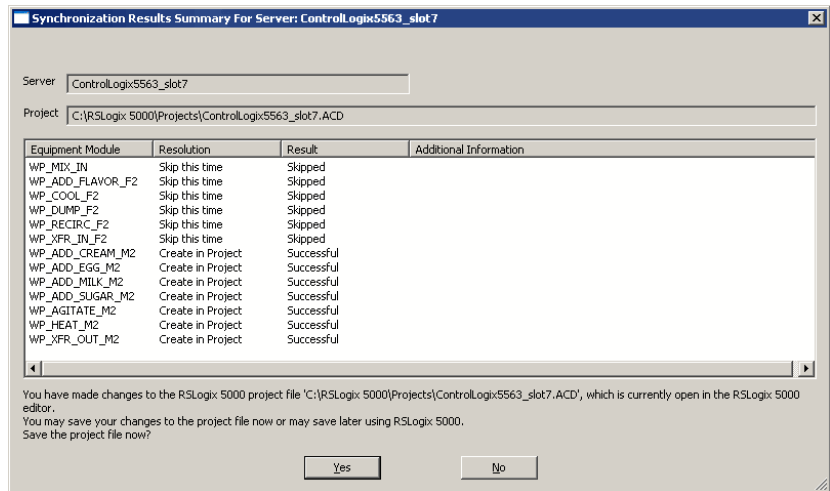 Synchronization Results Summary For Server: ControlLogix5563_slot7
Server ControlLogix5563_slot7
Project C:\RSLogix 5000\Projects\ControlLogix5563_slot7.ACD
Equipment Module Resolution Result Additional Information
WP_MIX_IN Skip this time Skipped
WP_ADD_FLAVOR_F2 Skip this time Skipped
WP_COOL_F2 Skip this time Skipped
WP_DUMP_F2 Skip this time Skipped
WP_RECIRC_F2 Skip this time Skipped
WP_XFR_IN_F2 Skip this time Skipped
WP_ADD_CREAM_M2 Create in Project Successful
WP_ADD_EGG_M2 Create in Project Successful
WP_ADD_MILK_M2 Create in Project Successful
WP_ADD_SUGAR_M2 Create in Project Successful
WP_AGITATE_M2 Create in Project Successful
WP_HEAT_M2 Create in Project Successful
WP_XFR_OUT_M2 Create in Project Successful
You have made changes to the RSLogix 5000 project file 'C:\RSLogix 5000\Projects\ControlLogix5563_slot7.ACD', which is currently open in the RSLogix 5000
editor.
You may save your changes to the project file now or may save later using RSLogix 5000.
Save the project file now?
Yes No